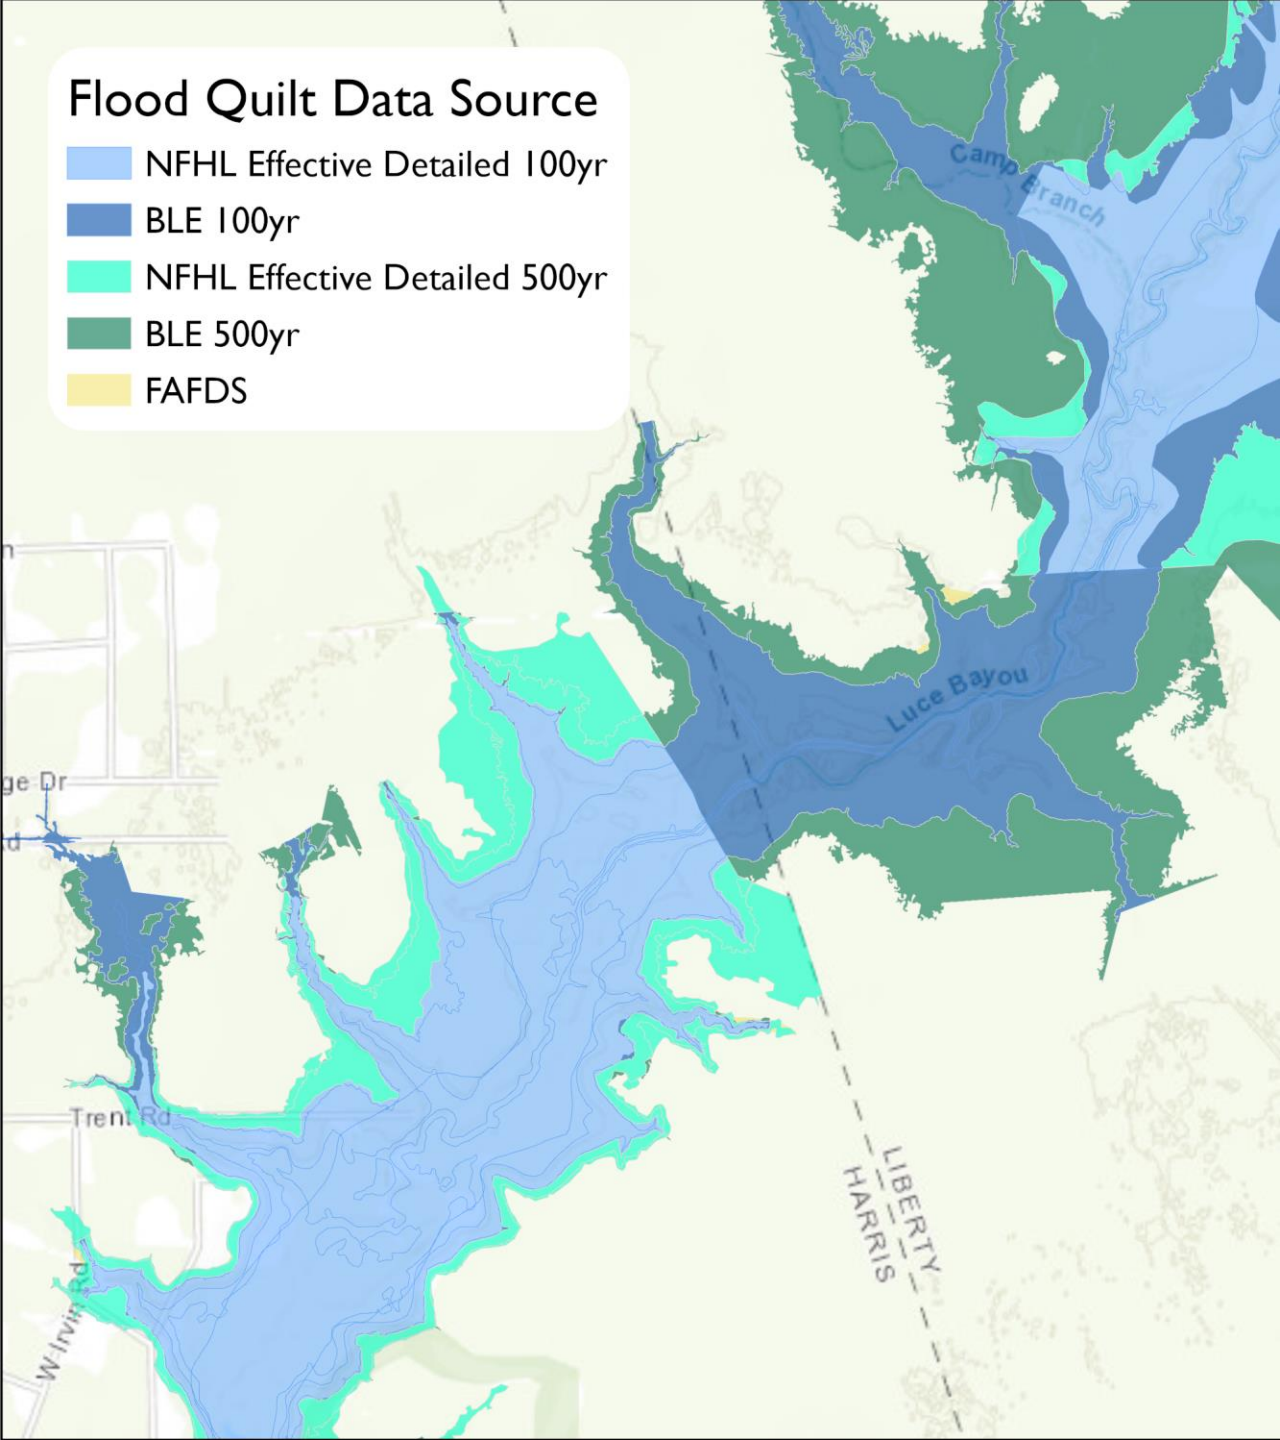 Flood Quilt Data Source
NFHL Effective Detailed 100yr
BLE 100yr
NFHL Effective Detailed 500yr
BLE 500yr
FAFDS
Camp Branch
n
Luce Bayou
ge Dr
d
Trent Rd
LIBERTY
HARRIS
W Irvin Rd